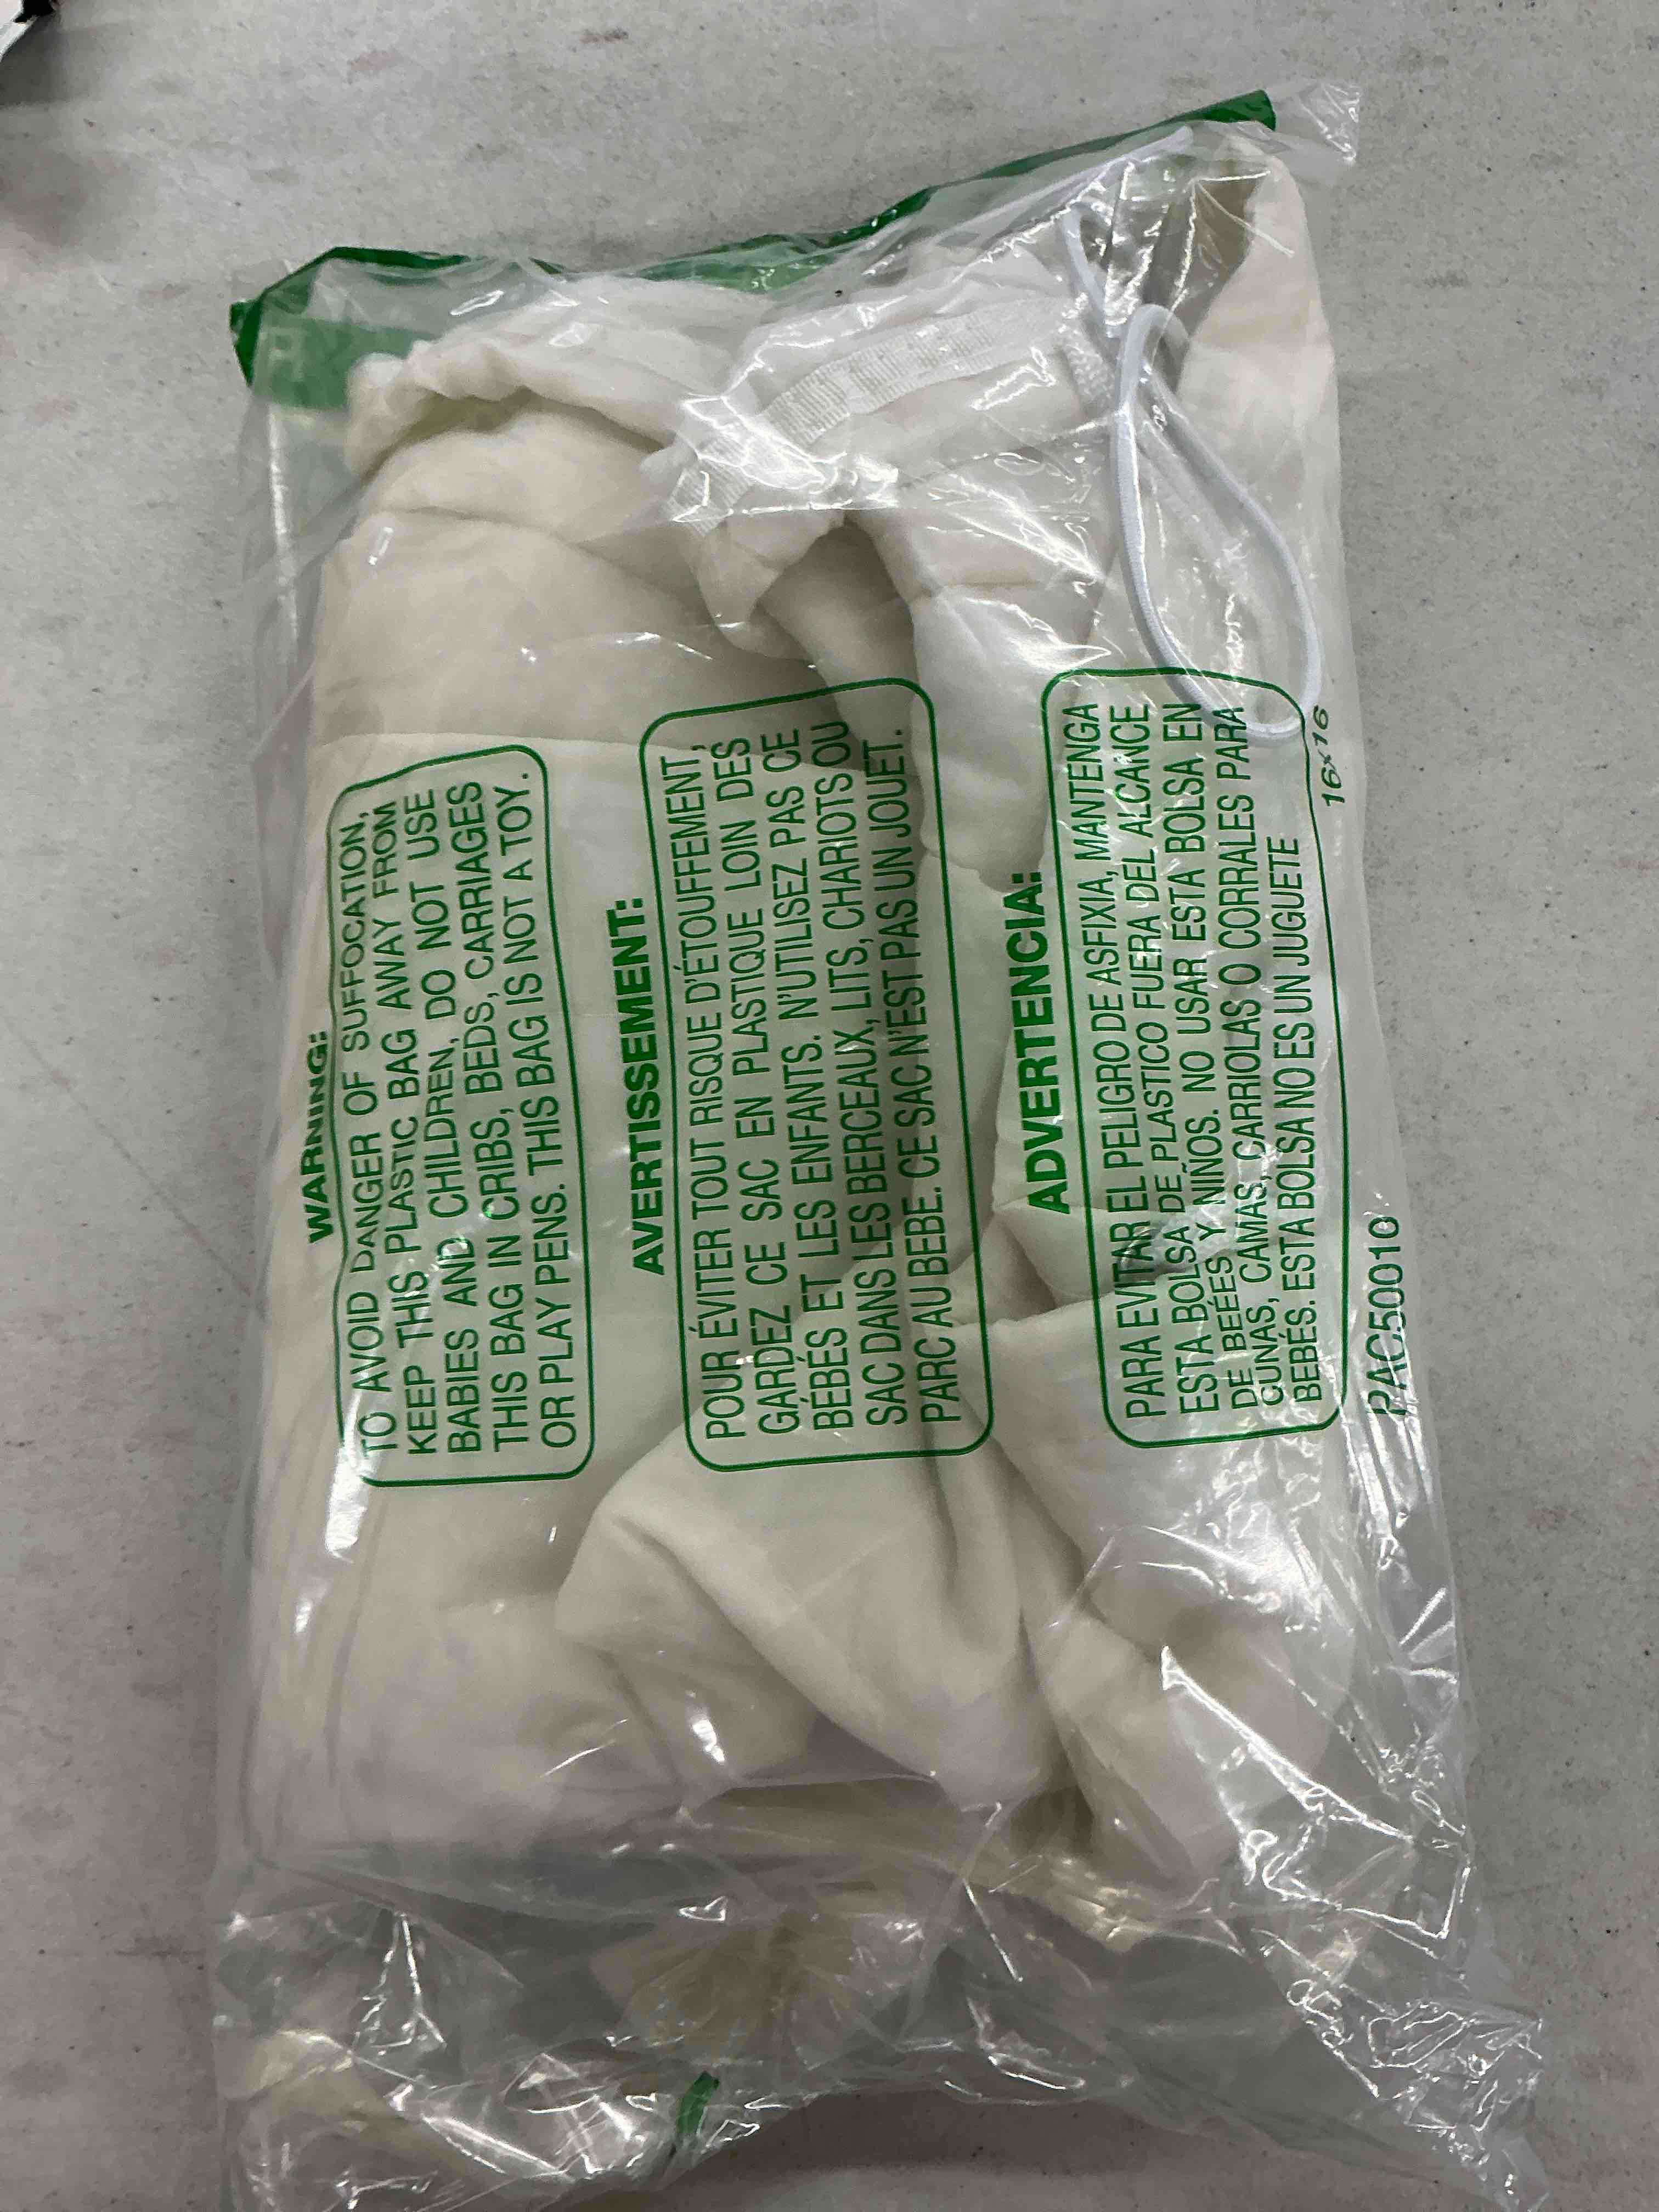 WARNING:
TO AVOID DANGER OF SUFFOCATION,
KEEP THIS PLASTIC BAG AWAY FROM
BABIES AND CHILDREN, DO NOT USE
THIS BAG IN CRIBS, BEDS, CARRIAGES
OR PLAY PENS. THIS BAG IS NOT A TOY.
AVERTISSEMENT:
POUR ÉVITER TOUT RISQUE D'ÉTOUFFEMENT,
GARDEZ CE SAC EN PLASTIQUE LOIN DES
BÉBÉS ET LES ENFANTS. N'UTILISEZ PAS CE
SAC DANS LES BERCEAUX, LITS, CHARIOTS OU
PARC AU BEBE. CE SAC N'EST PAS UN JOUET.
ADVERTENCIA:
PARA EVITAR EL PELIGRO DE ASFIXIA, MANTENGA
ESTA BOLSA DE PLASTICO FUERA DEL ALCANCE
DE BEÉES Y NIÑOS. NO USAR ESTA BOLSA EN
CUNAS, CAMAS, CARRIOLAS O CORRALES PARA
BEBÉS. ESTA BOLSA NO ES UN JUGUETE
PAC500010
16x16